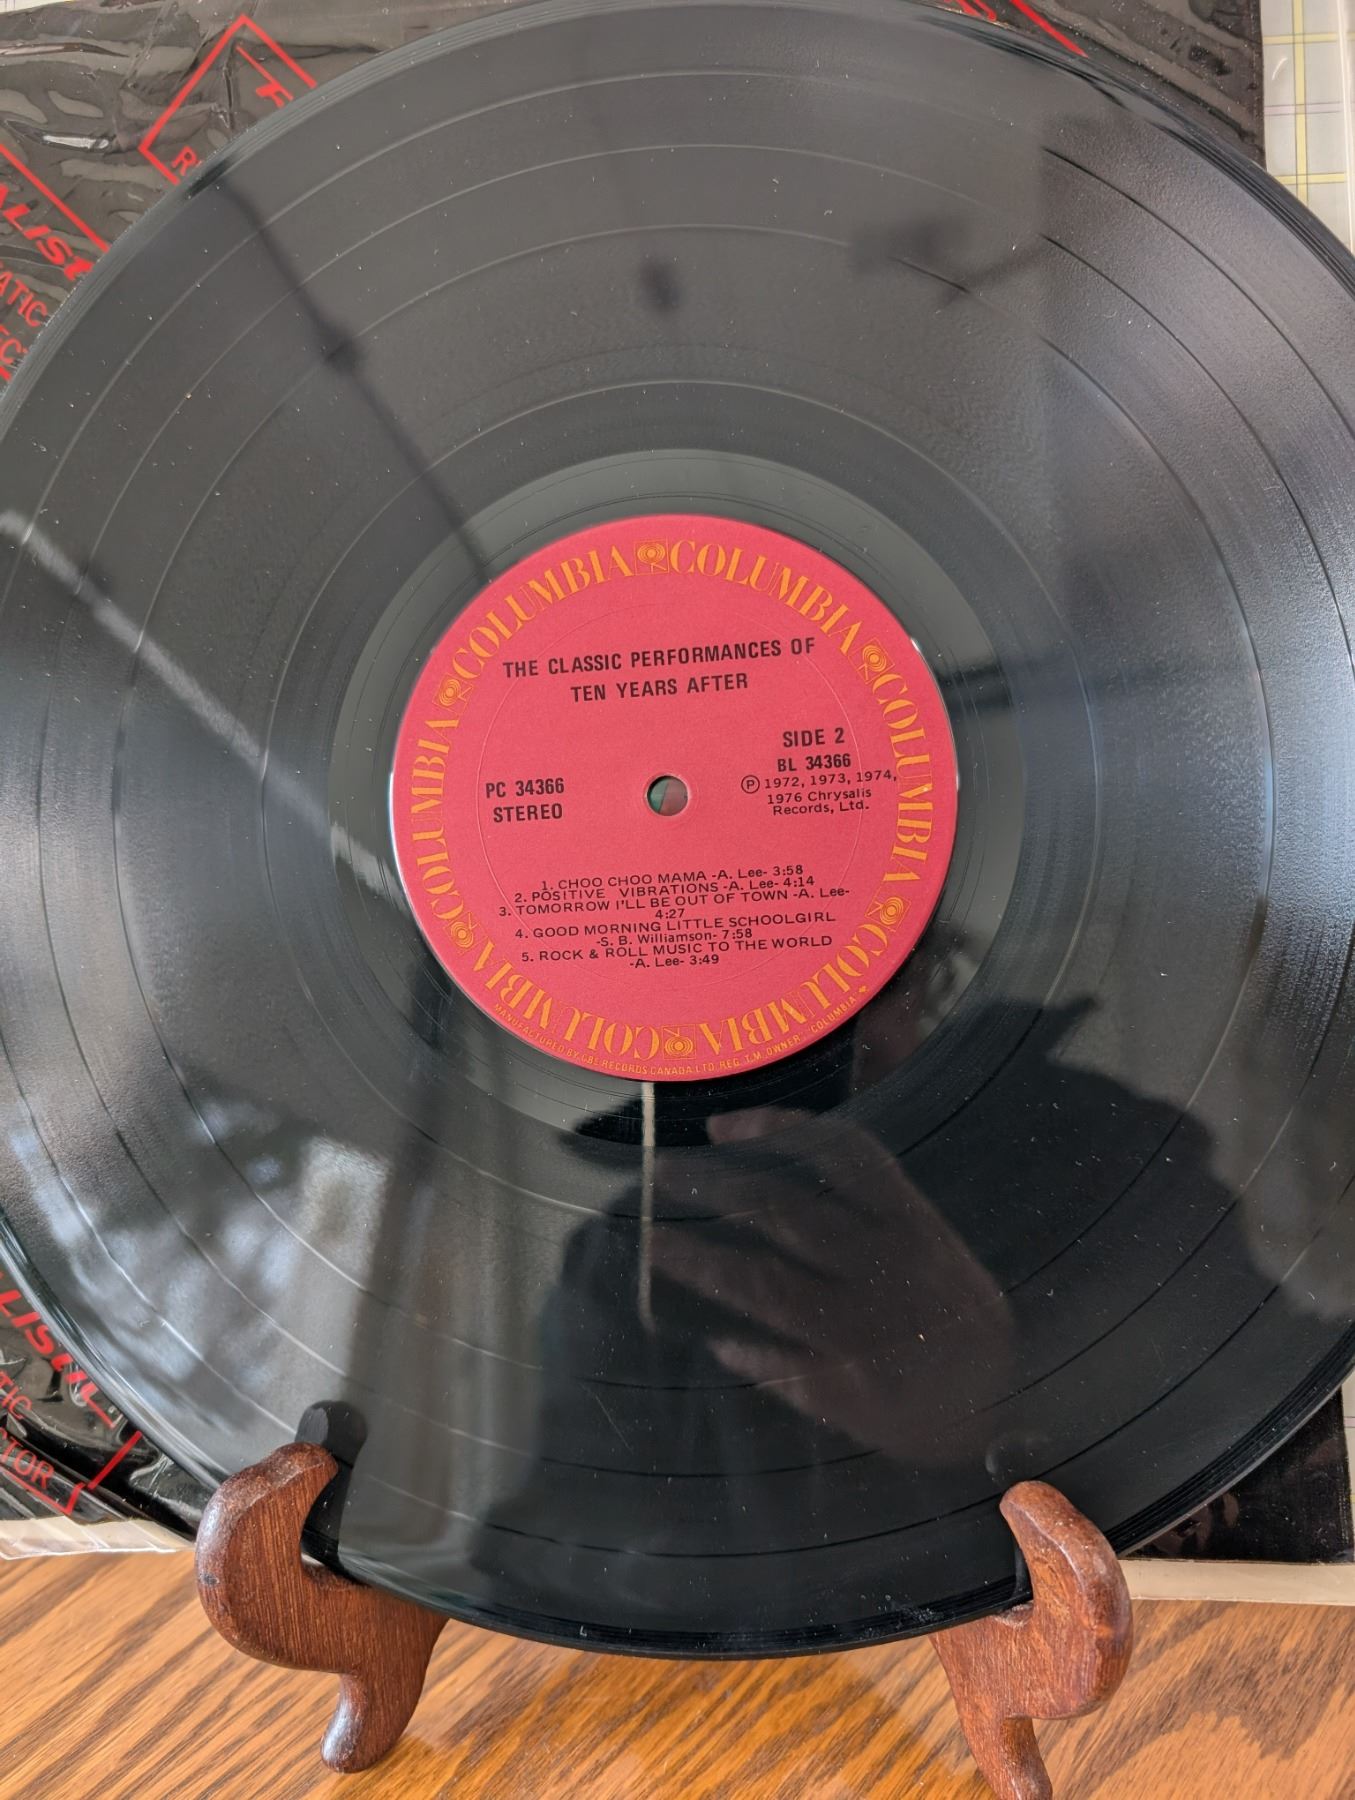 COLUMBIA COLUMBIA COLUMBIA COLUMBIA COLUMBIA COLUMBIA
THE CLASSIC PERFORMANCES OF
TEN YEARS AFTER
SIDE 2
BL 34366
PC 34366
STEREO
Ⓟ 1972, 1973, 1974,
1976 Chrysalis
Records, Ltd.
1. CHOO CHOO MAMA -A. Lee- 3:58
2. POSITIVE VIBRATIONS -A. Lee- 4:14
3. TOMORROW I'LL BE OUT OF TOWN -A. Lee-
4:27
4. GOOD MORNING LITTLE SCHOOLGIRL
-S. B. Williamson- 7:58
5. ROCK & ROLL MUSIC TO THE WORLD
-A. Lee- 3:49
MANUFACTURED BY CBS RECORDS CANADA LTD. REG. T.M. OWNER "COLUMBIA"